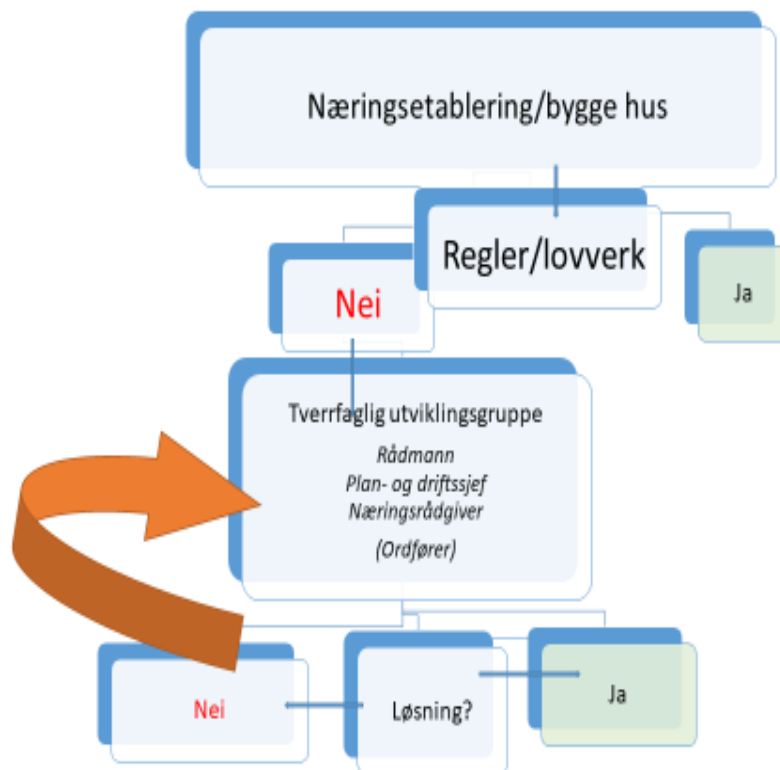 Næringsetablering/bygge hus
Regler/lovverk
Nei
Ja
Tverrfaglig utviklingsgruppe
Rådmann
Plan- og driftssjef
Næringsrådgiver
(Ordfører)
Nei
Løsning?
Ja